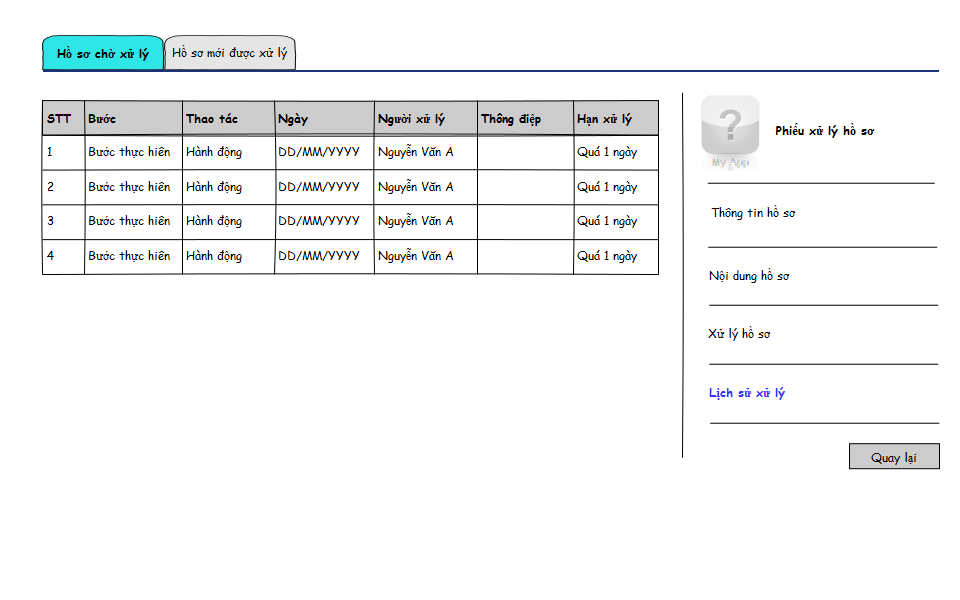 Hồ sơ chờ xử lý Hồ sơ mới được xử lý
STT Bước Thao tác Ngày Người xử lý Thông điệp Hạn xử lý
1 Bước thực hiên Hành động DD/MM/YYYY Nguyễn Văn A Quá 1 ngày
2 Bước thực hiên Hành động DD/MM/YYYY Nguyễn Văn A Quá 1 ngày
3 Bước thực hiên Hành động DD/MM/YYYY Nguyễn Văn A Quá 1 ngày
4 Bước thực hiên Hành động DD/MM/YYYY Nguyễn Văn A Quá 1 ngày
?
My App
Phiếu xử lý hồ sơ
Thông tin hồ sơ
Nội dung hồ sơ
Xử lý hồ sơ
Lịch sử xử lý
Quay lại